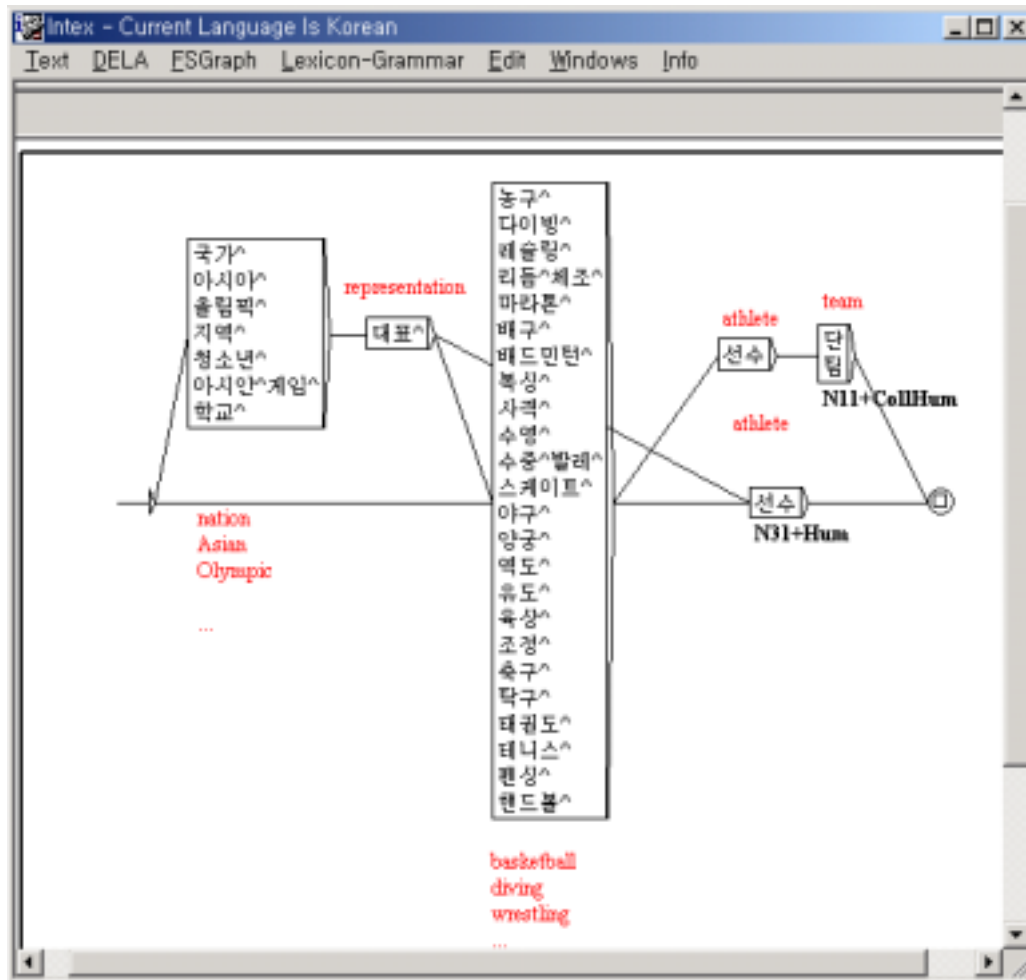 Intex - Current Language Is Korean
Text DELA FSGraph Lexicon-Grammar Edit Windows Info
국가^
아시아^
올림픽^
지역^
청소년^
아시안^게임^
학교^
representation
대표^
nation
Asian
Olympic
...
농구^
다이빙^
레슬링^
리듬^체조^
마라톤^
배구^
배드민턴^
복싱^
사격^
수영^
수중^발레^
스케이트^
야구^
양궁^
역도^
유도^
육상^
조정^
축구^
탁구^
태권도^
테니스^
펜싱^
핸드볼^
basketball
diving
wrestling
...
athlete
선수
team
단
팀
N11+CollHum
athlete
선수
N31+Hum